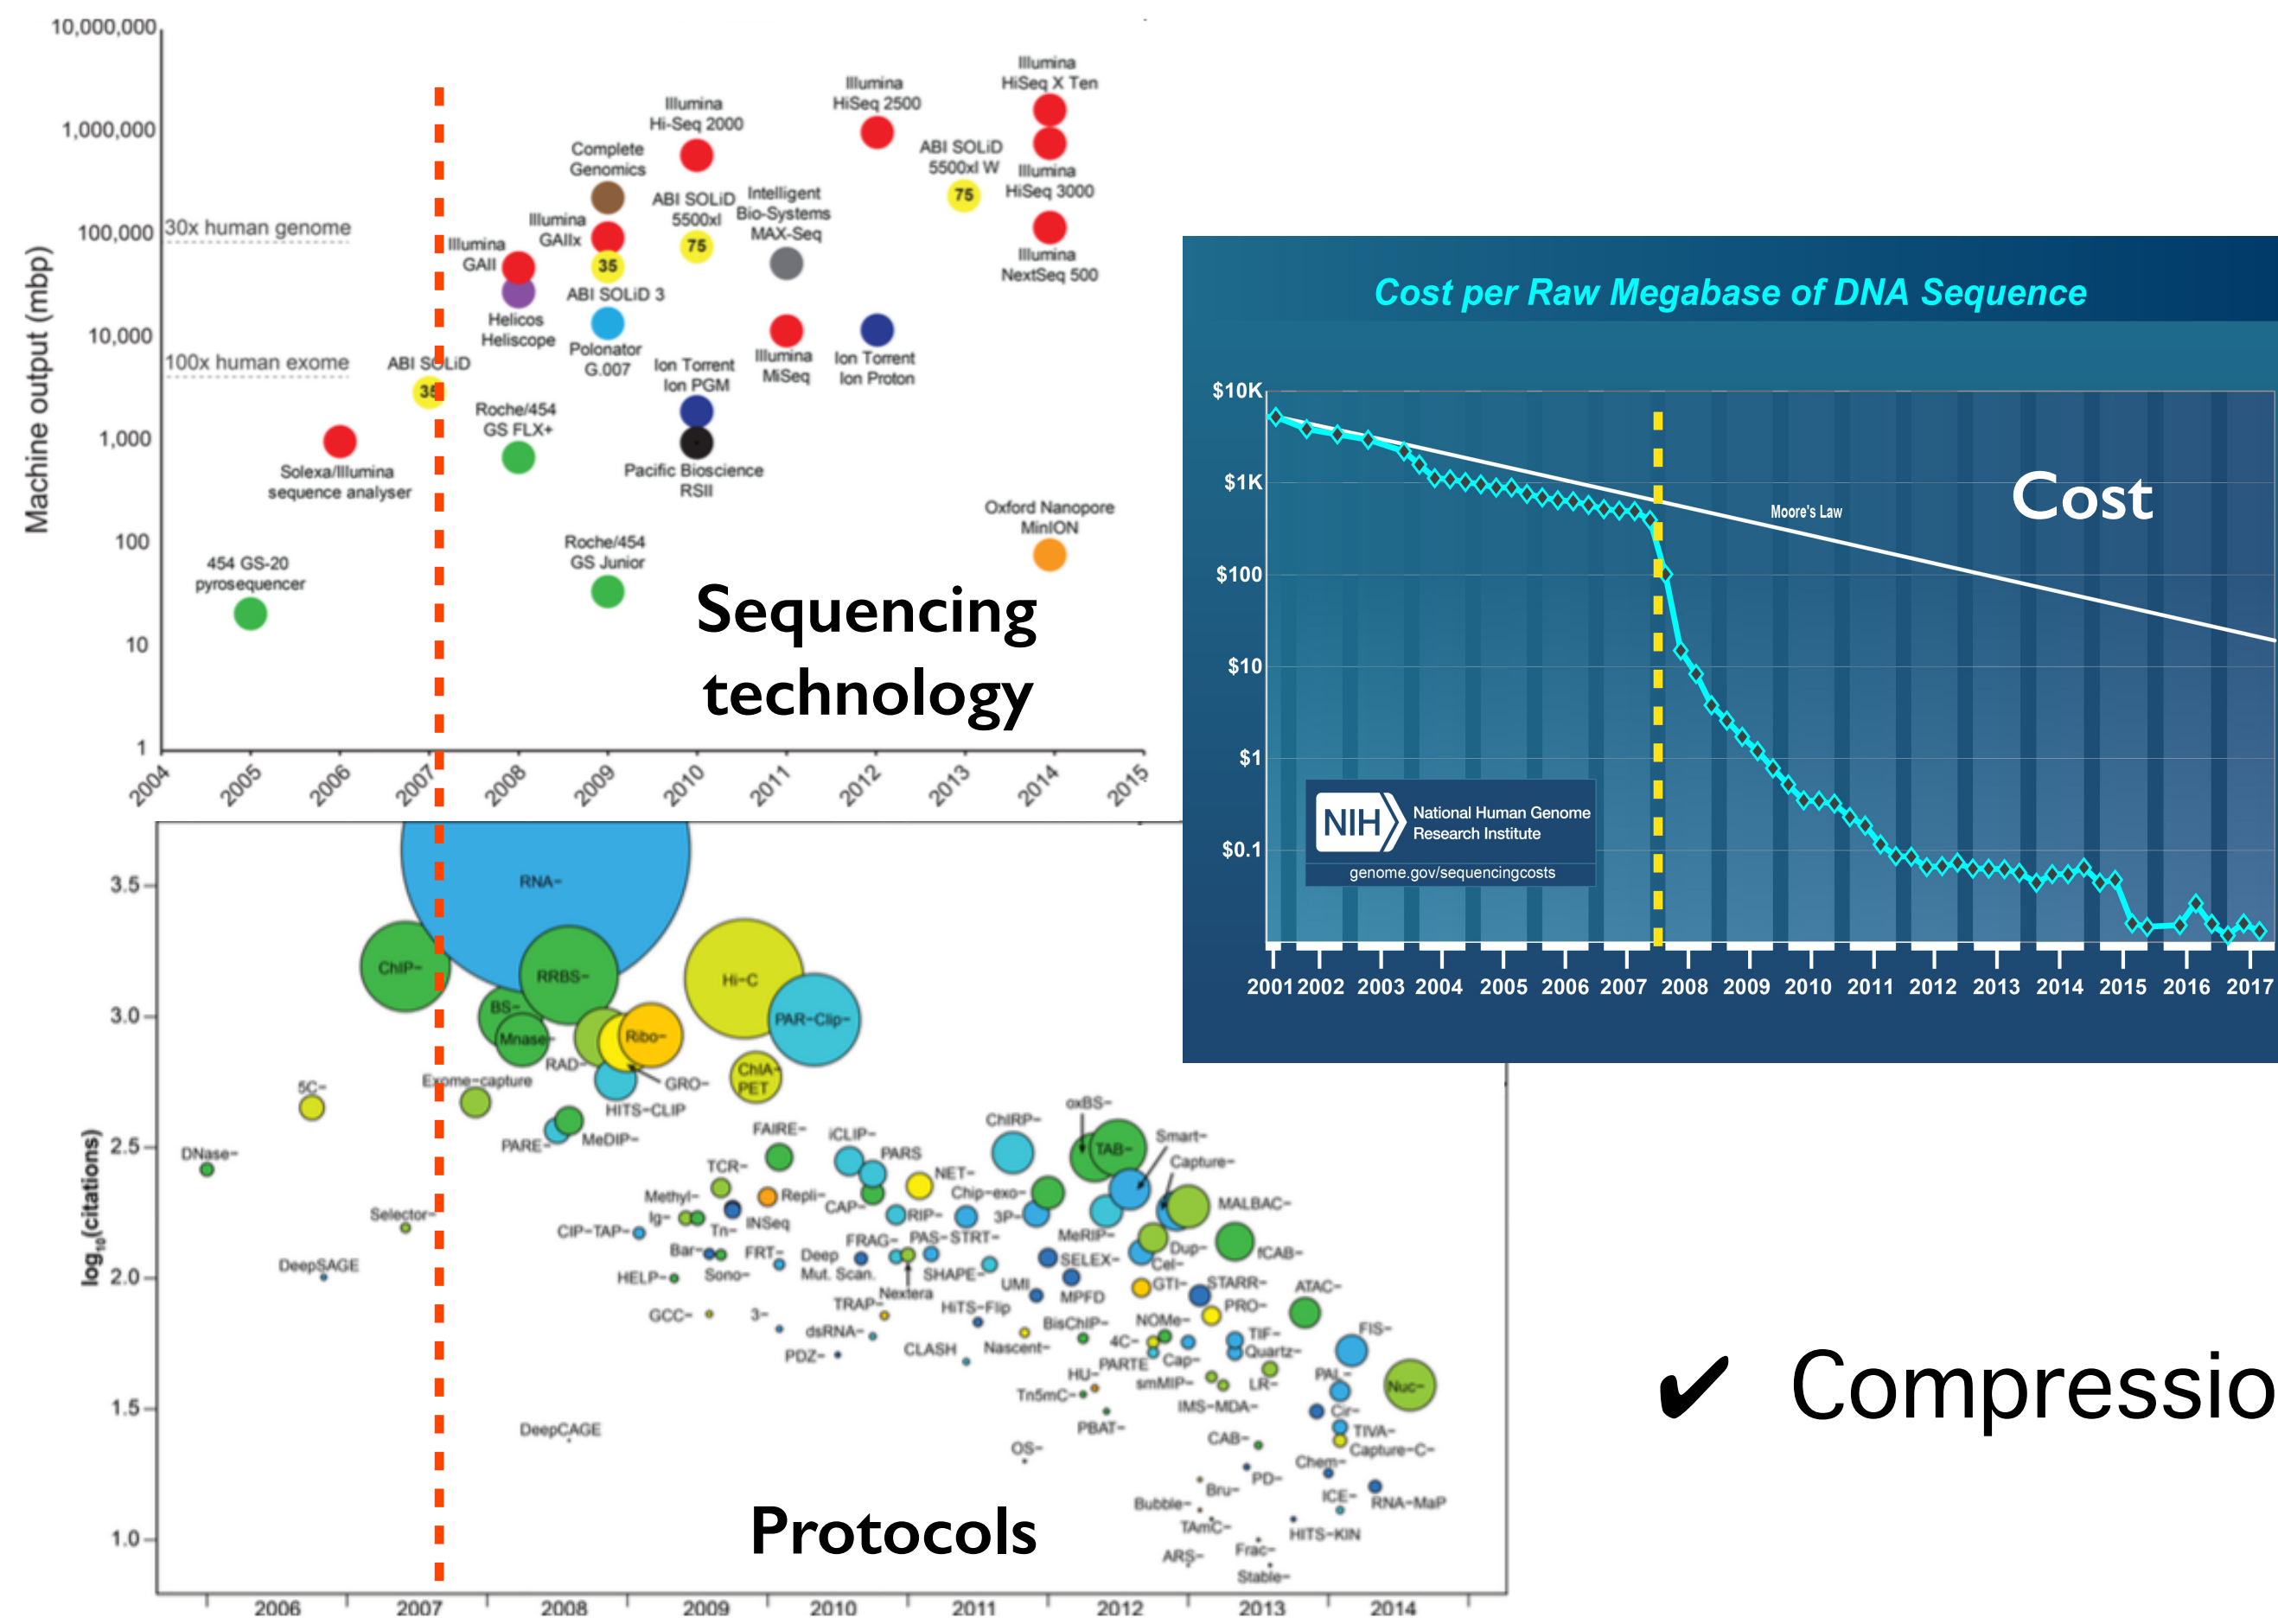 10,000,000
1,000,000
100,000
10,000
1,000
100
10
1
Machine output (mbp)
30x human genome
100x human exome
2004
2005
2006
2007
2008
2009
2010
2011
2012
2013
2014
2015
454 GS-20
pyrosequencer
Solexa/Illumina
sequence analyser
ABI SOLiD
35
Illumina
GAII
Helicos
Heliscope
Roche/454
GS FLX+
Complete
Genomics
Illumina
GAIIx
35
ABI SOLiD 3
Polonator
G.007
Roche/454
GS Junior
Illumina
Hi-Seq 2000
ABI SOLiD
5500xl
75
Ion Torrent
Ion PGM
Pacific Bioscience
RSII
Intelligent
Bio-Systems
MAX-Seq
Illumina
MiSeq
Illumina
HiSeq 2500
Ion Torrent
Ion Proton
ABI SOLiD
5500xl W
75
Illumina
HiSeq X Ten
Illumina
HiSeq 3000
Illumina
NextSeq 500
Oxford Nanopore
MinION
Sequencing
technology
Cost per Raw Megabase of DNA Sequence
$10K
$1K
$100
$10
$1
$0.1
Moore's Law
Cost
NIH
National Human Genome
Research Institute
genome.gov/sequencingcosts
2001 2002 2003 2004 2005 2006 2007 2008 2009 2010 2011 2012 2013 2014 2015 2016 2017
log10(citations)
3.5
3.0
2.5
2.0
1.5
1.0
RNA-
ChIP-
RRBS-
BS-
Mnase-
Hi-C
PAR-Clip-
Ribo-
RAD-
GRO-
ChIA-
PET
HITS-CLIP
Exome-capture
5C-
PARE-
MeDIP-
DNase-
Selector-
DeepSAGE
DeepCAGE
FAIRE-
iCLIP-
PARS
TCR-
Methyl-
Ig-
Tn-
INSeq
Repli-
CAP-
NET-
RIP-
CIP-TAP-
Bar-
Sono-
HELP-
GCC-
FRT-
3-
Deep
Mut. Scan.
FRAG-
PAS-
STRT-
Nextera
SHAPE-
TRAP-
dsRNA-
PDZ-
HiTS-Flip
CLASH
Nascent-
ChIRP-
Chip-exo-
3P-
UMI
SELEX-
MPFD
oxBS-
TAB-
Smart-
Capture-
MALBAC-
MeRIP-
Dup-
Cel-
fCAB-
GTI-
STARR-
PRO-
ATAC-
BisChIP-
NOMe-
4C-
PARTE
Cap-
TIF-
Quartz-
FIS-
HU-
Tn5mC-
smMIP-
LR-
IMS-MDA-
PBAT-
PAL-
Nuc-
Cir-
TIVA-
Capture-C-
CAB-
OS-
PD-
Chem-
Bru-
ICE-
RNA-MaP
Bubble-
TAmC-
HITS-KIN
ARS-
Frac-
Stable-
Protocols
2006 2007 2008 2009 2010 2011 2012 2013 2014
✔ Compressio